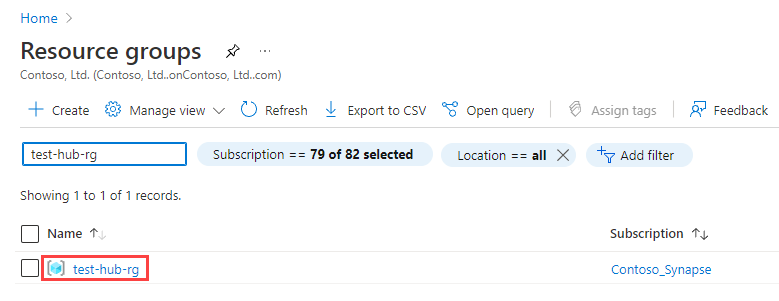 Home >
Resource groups ...
Contoso, Ltd. (Contoso, Ltd..onContoso, Ltd..com)
+ Create Manage view Refresh Export to CSV Open query Assign tags Feedback
test-hub-rg Subscription == 79 of 82 selected Location == all Add filter
Showing 1 to 1 of 1 records.
Name ↑↓ Subscription ↑↓
test-hub-rg Contoso_Synapse